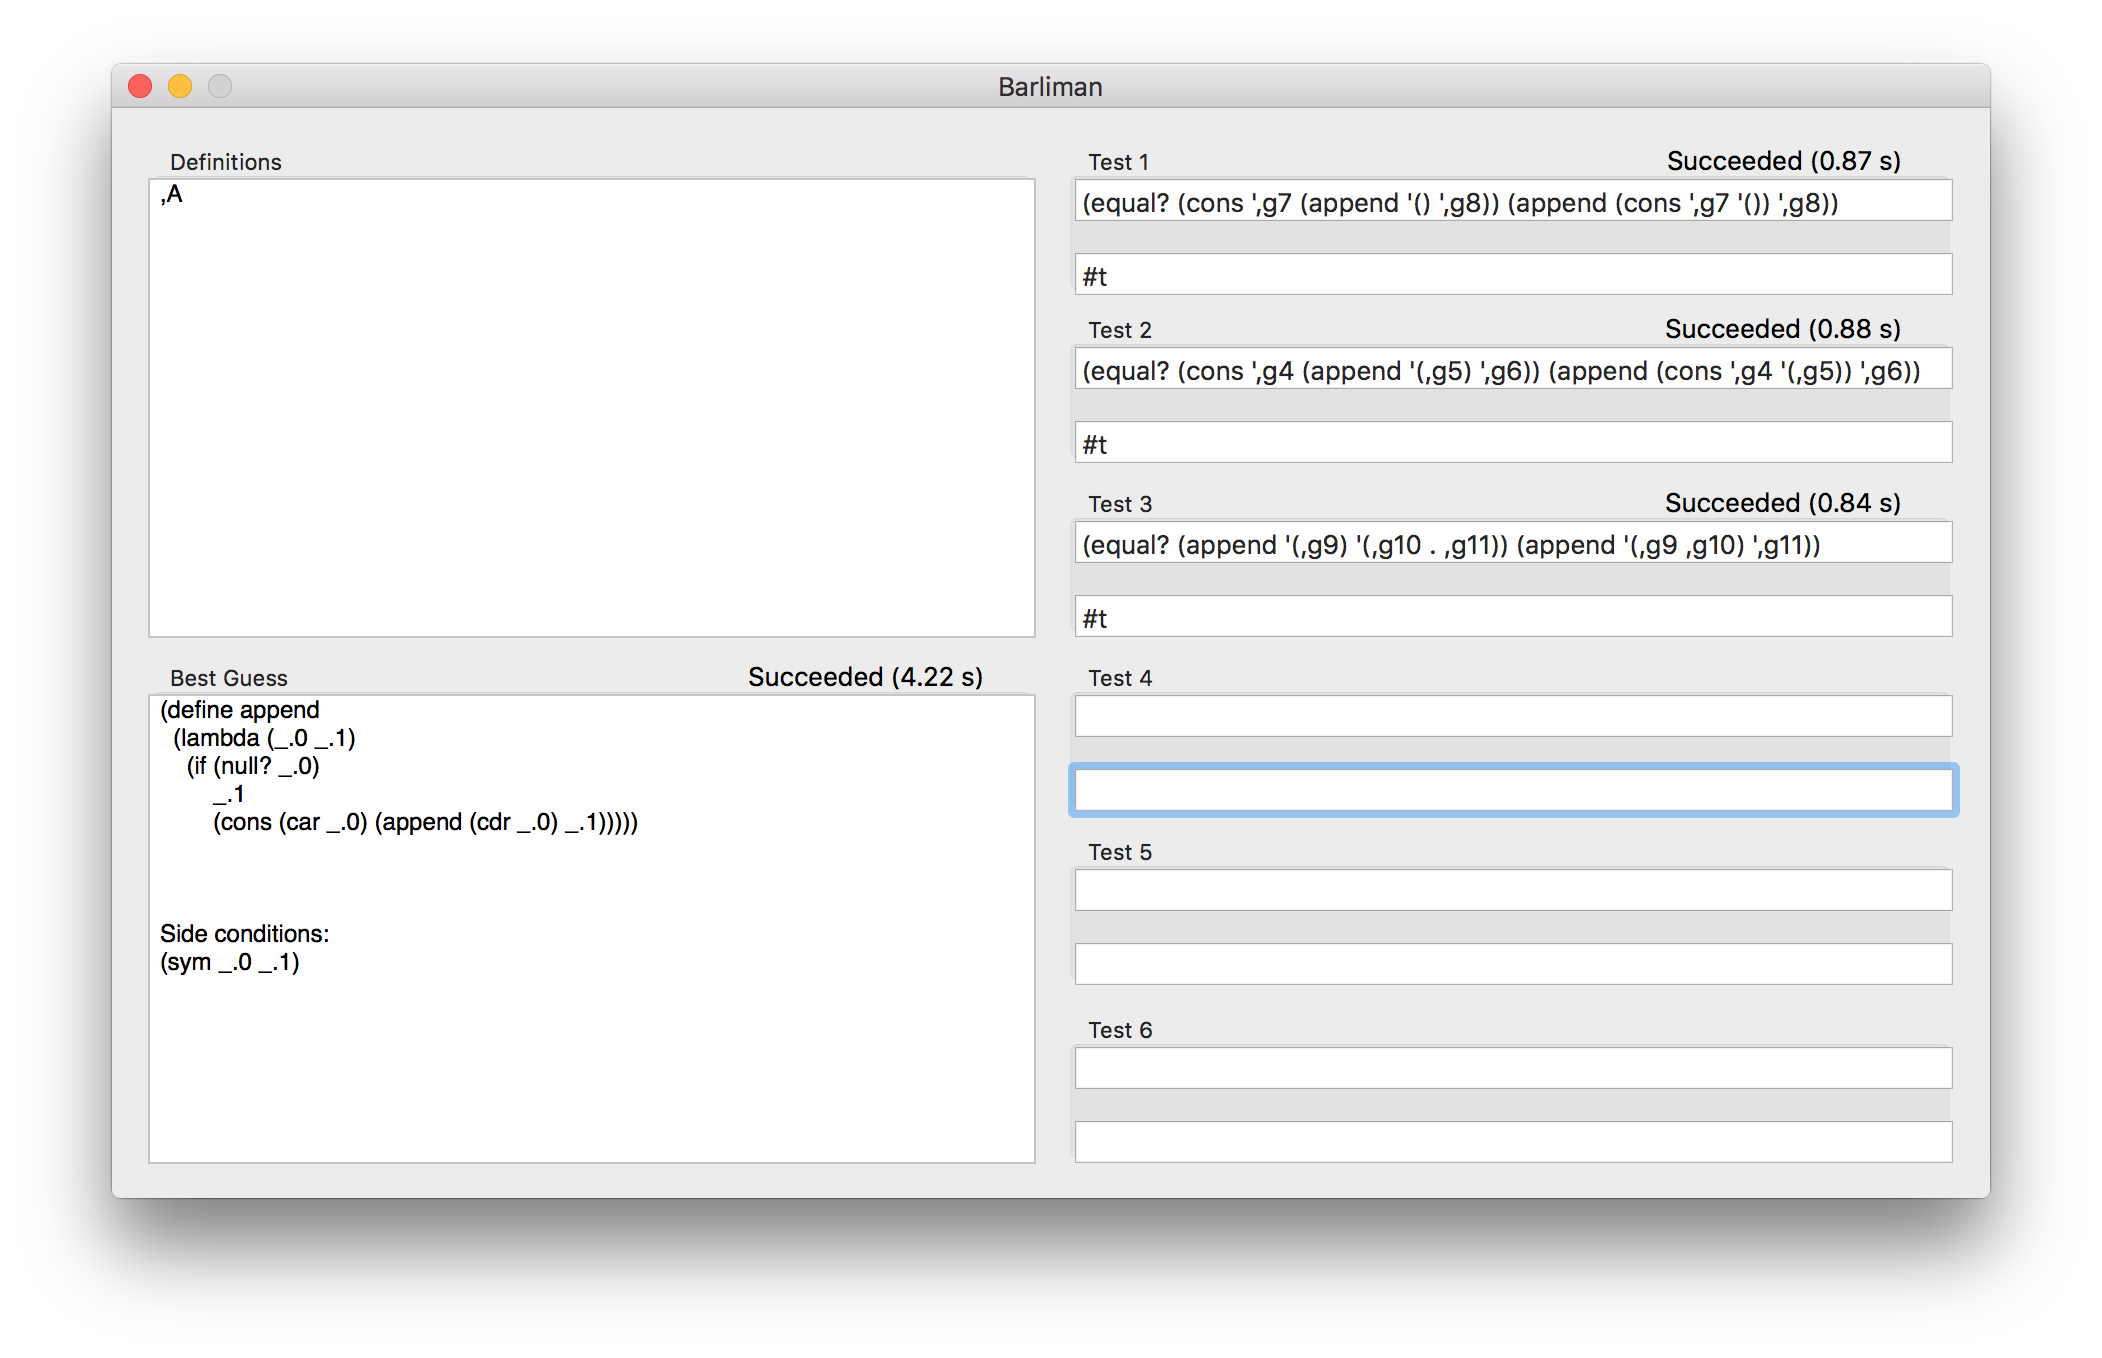 Barliman
Definitions
,A
Best Guess
Succeeded (4.22 s)
(define append
(lambda (_.0 _.1)
(if (null? _.0)
_.1
(cons (car _.0) (append (cdr _.0) _.1)))))
Side conditions:
(sym _.0 _.1)
Test 1
Succeeded (0.87 s)
(equal? (cons ',g7 (append '() ',g8)) (append (cons ',g7 '()) ',g8))
#t
Test 2
Succeeded (0.88 s)
(equal? (cons ',g4 (append '(,g5) ',g6)) (append (cons ',g4 '(,g5)) ',g6))
#t
Test 3
Succeeded (0.84 s)
(equal? (append '(,g9) '(,g10 . ,g11)) (append '(,g9 ,g10) ',g11))
#t
Test 4
Test 5
Test 6